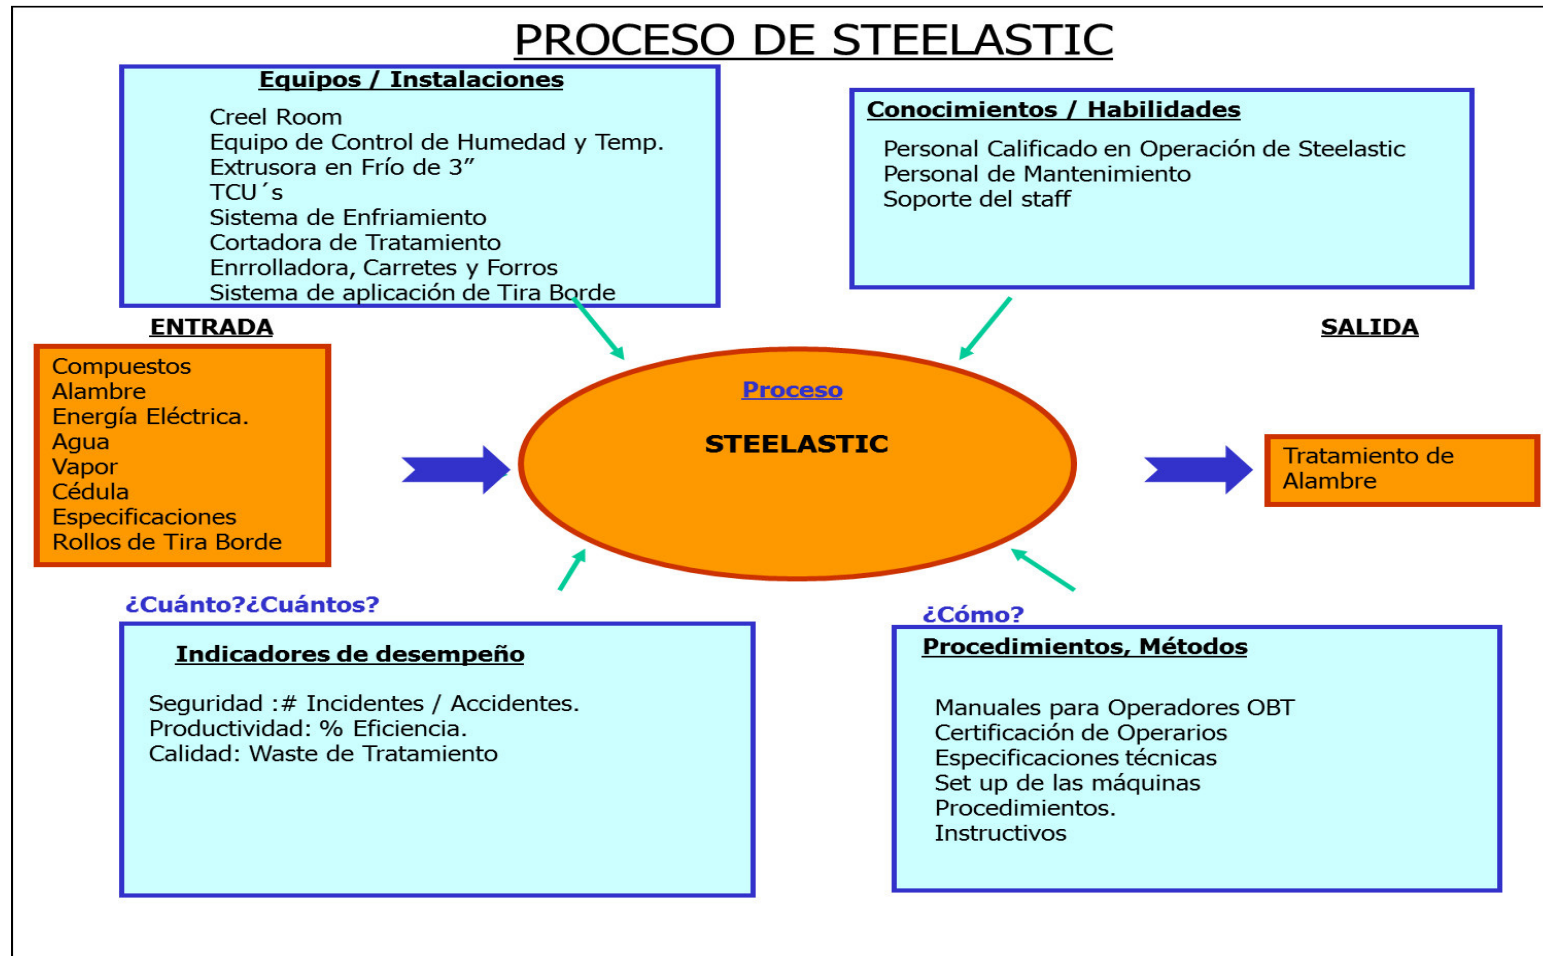 PROCESO DE STEELASTIC
Equipos / Instalaciones
Creel Room
Equipo de Control de Humedad y Temp.
Extrusora en Frío de 3”
TCU´s
Sistema de Enfriamiento
Cortadora de Tratamiento
Enrrolladora, Carretes y Forros
Sistema de aplicación de Tira Borde
Conocimientos / Habilidades
Personal Calificado en Operación de Steelastic
Personal de Mantenimiento
Soporte del staff
ENTRADA
Compuestos
Alambre
Energía Eléctrica.
Agua
Vapor
Cédula
Especificaciones
Rollos de Tira Borde
Proceso
STEELASTIC
SALIDA
Tratamiento de
Alambre
¿Cuánto?¿Cuántos?
Indicadores de desempeño
Seguridad :# Incidentes / Accidentes.
Productividad: % Eficiencia.
Calidad: Waste de Tratamiento
¿Cómo?
Procedimientos, Métodos
Manuales para Operadores OBT
Certificación de Operarios
Especificaciones técnicas
Set up de las máquinas
Procedimientos.
Instructivos